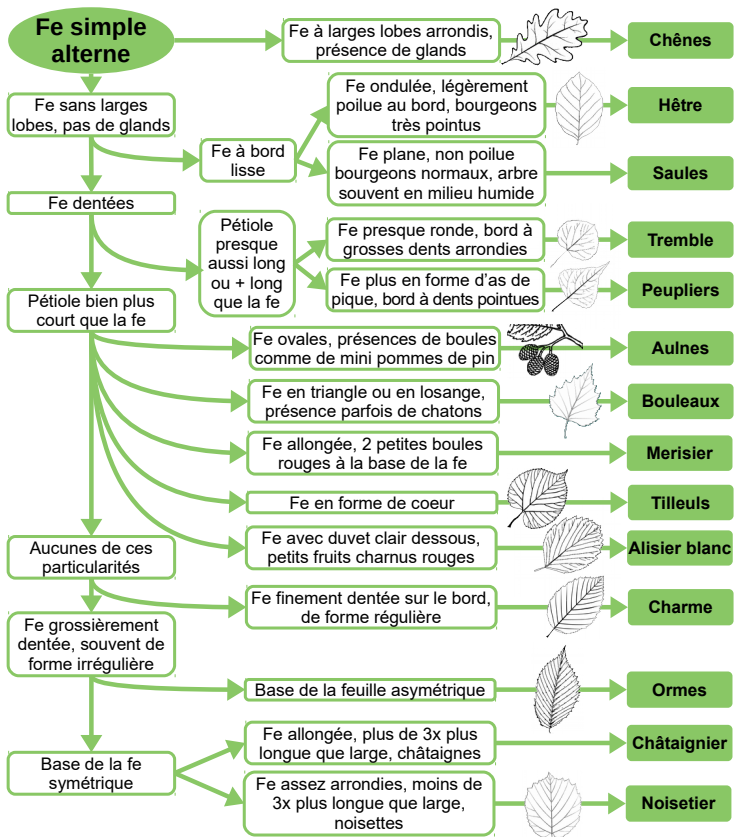 Fe simple
alterne
Fe à larges lobes arrondis,
présence de glands
Chênes
Fe sans larges
lobes, pas de glands
Fe à bord
lisse
Fe ondulée, légèrement
poilue au bord, bourgeons
très pointus
Hêtre
Fe plane, non poilue
bourgeons normaux, arbre
souvent en milieu humide
Saules
Fe dentées
Pétiole
presque
aussi long
ou + long
que la fe
Fe presque ronde, bord à
grosses dents arrondies
Tremble
Fe plus en forme d'as de
pique, bord à dents pointues
Peupliers
Pétiole bien plus
court que la fe
Fe ovales, présences de boules
comme de mini pommes de pin
Aulnes
Fe en triangle ou en losange,
présence parfois de chatons
Bouleaux
Fe allongée, 2 petites boules
rouges à la base de la fe
Merisier
Fe en forme de coeur
Tilleuls
Fe avec duvet clair dessous,
petits fruits charnus rouges
Alisier blanc
Aucunes de ces
particularités
Fe finement dentée sur le bord,
de forme régulière
Charme
Fe grossièrement
dentée, souvent de
forme irrégulière
Base de la feuille asymétrique
Ormes
Base de la fe
symétrique
Fe allongée, plus de 3x plus
longue que large, châtaignes
Châtaignier
Fe assez arrondies, moins de
3x plus longue que large,
noisettes
Noisetier